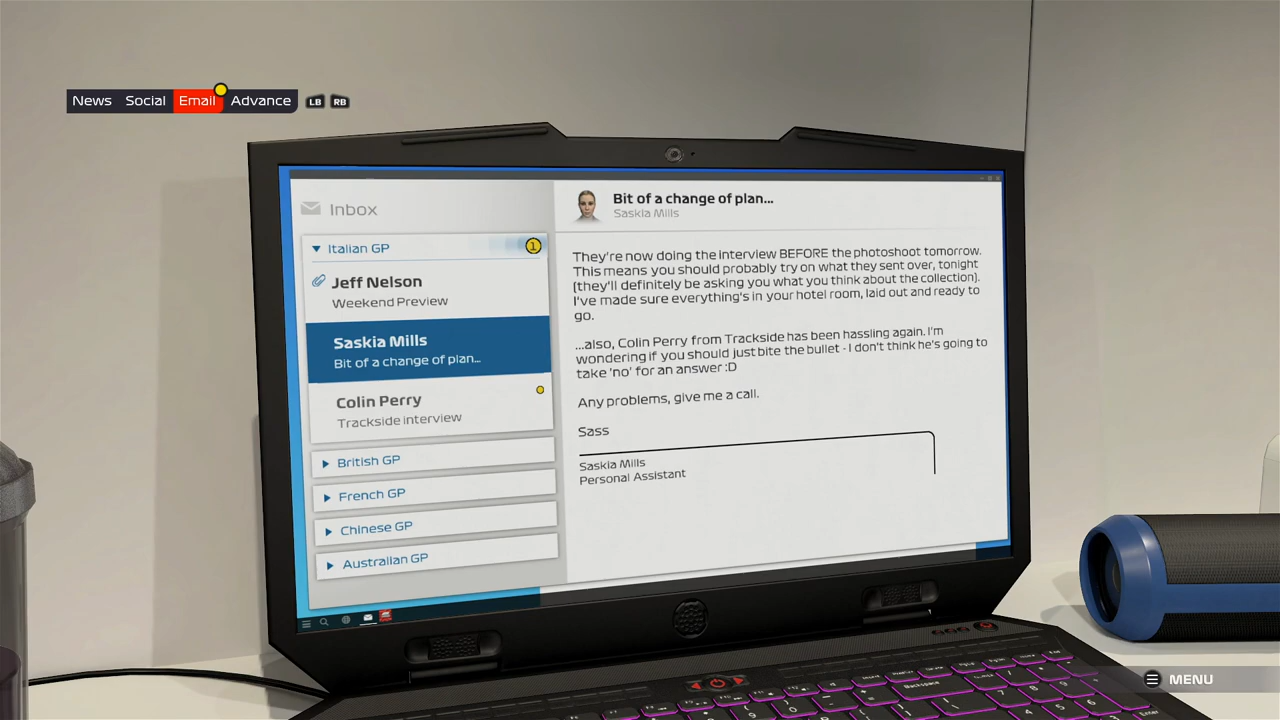 News Social Email Advance LB RB
Inbox
Italian GP 1
Jeff Nelson
Weekend Preview
Saskia Mills
Bit of a change of plan...
Colin Perry
Trackside interview
British GP
French GP
Chinese GP
Australian GP
Bit of a change of plan...
Saskia Mills
They're now doing the interview BEFORE the photoshoot tomorrow.
This means you should probably try on what they sent over, tonight
(they'll definitely be asking you what you think about the collection).
I've made sure everything's in your hotel room, laid out and ready to
go.
...also, Colin Perry from Trackside has been hassling again. I'm
wondering if you should just bite the bullet - I don't think he's going to
take 'no' for an answer :D
Any problems, give me a call.
Sass
Saskia Mills
Personal Assistant
Backspace
MENU